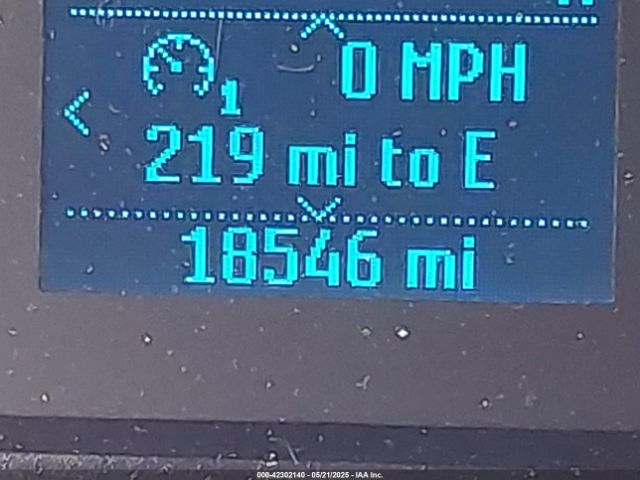 0 MPH
1
219 mi to E
18546 mi
000-42302140 - 05/21/2025 - IAA Inc.